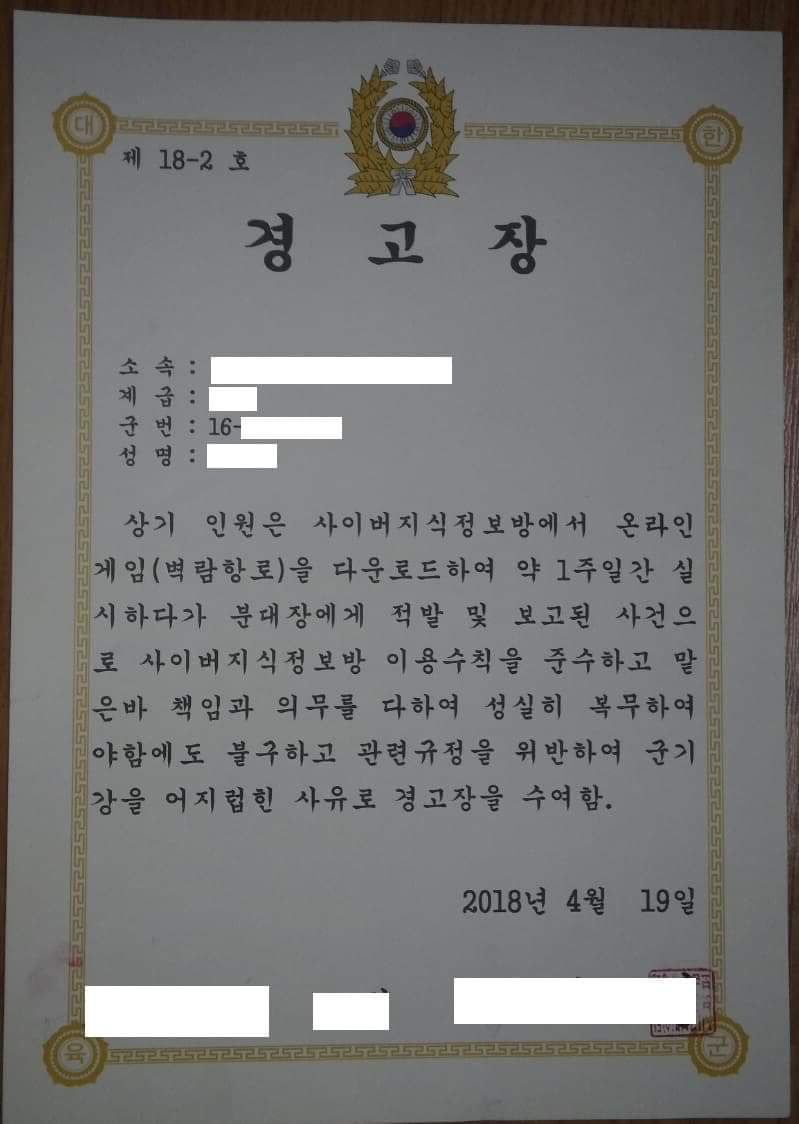 대 한
제 18-2 호
경 고 장
소 속 :
계 급 :
군 번 : 16-
성 명 :
상기 인원은 사이버지식정보방에서 온라인
게임(벽람항로)을 다운로드하여 약 1주일간 실
시하다가 분대장에게 적발 및 보고된 사건으
로 사이버지식정보방 이용수칙을 준수하고 맡
은바 책임과 의무를 다하여 성실히 복무하여
야함에도 불구하고 관련규정을 위반하여 군기
강을 어지럽힌 사유로 경고장을 수여함.
2018년 4월 19일
육 군